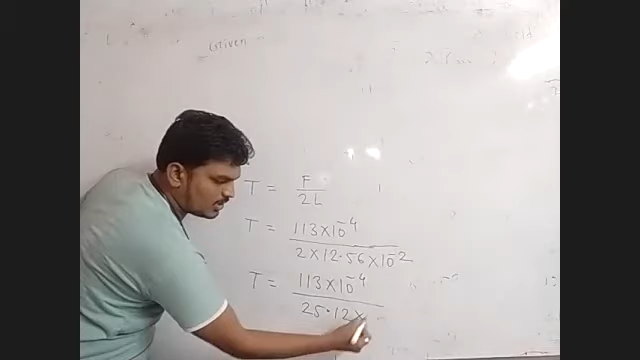 Given
T = F / 2L
T = 113×10⁻⁴ / 2×12.56×10⁻²
T = 113×10⁻⁴ / 25.12×